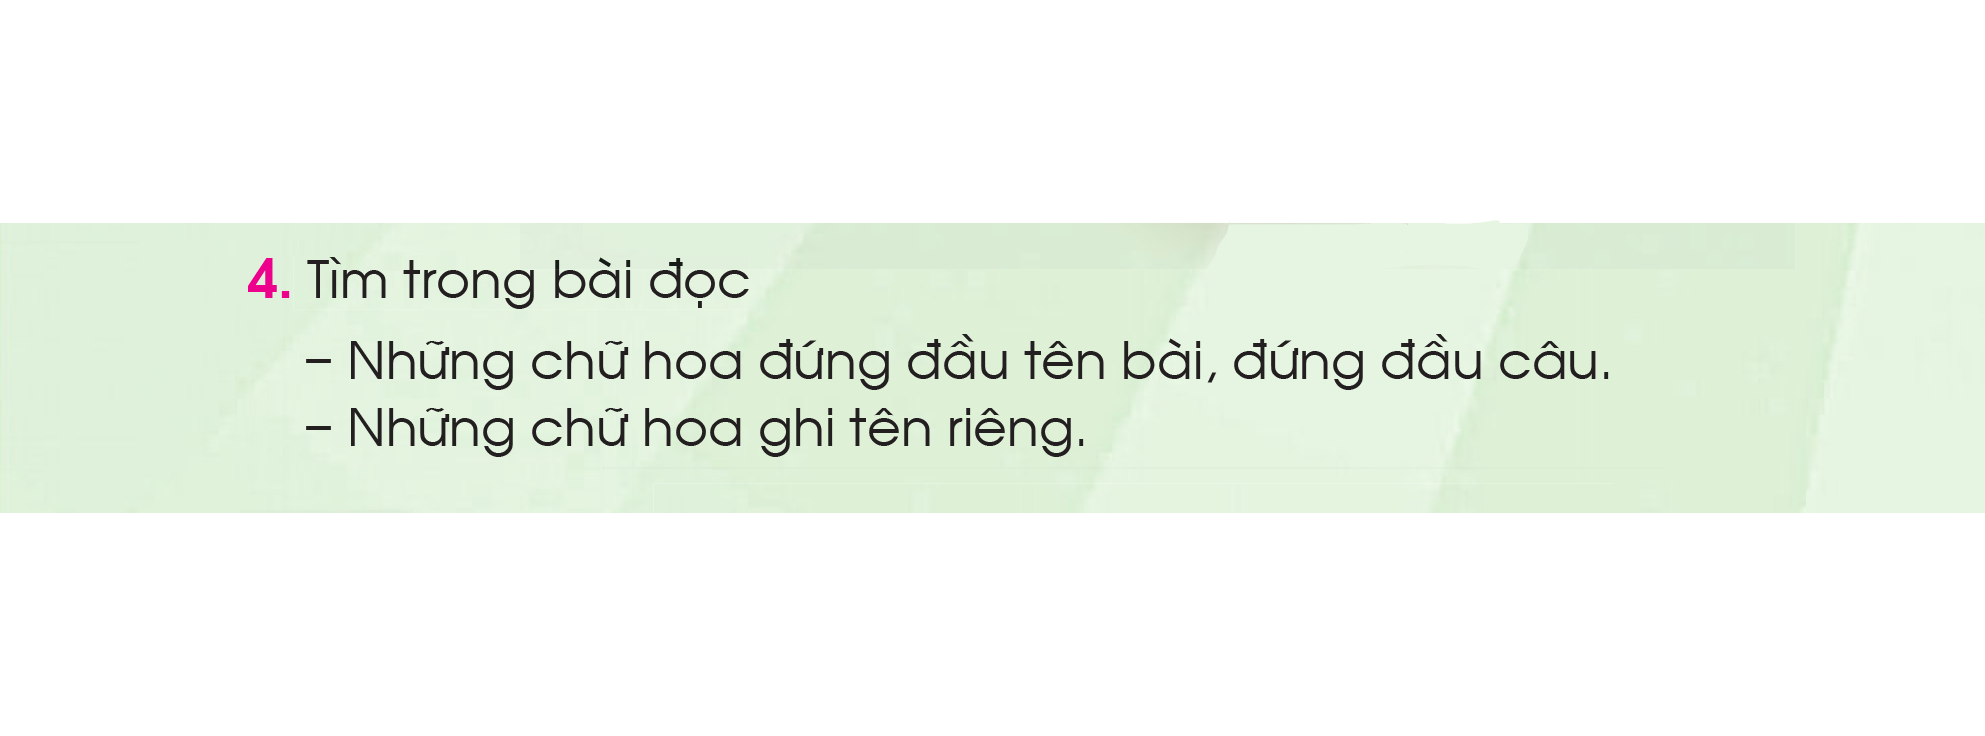 4. Tìm trong bài đọc
– Những chữ hoa đứng đầu tên bài, đứng đầu câu.
– Những chữ hoa ghi tên riêng.